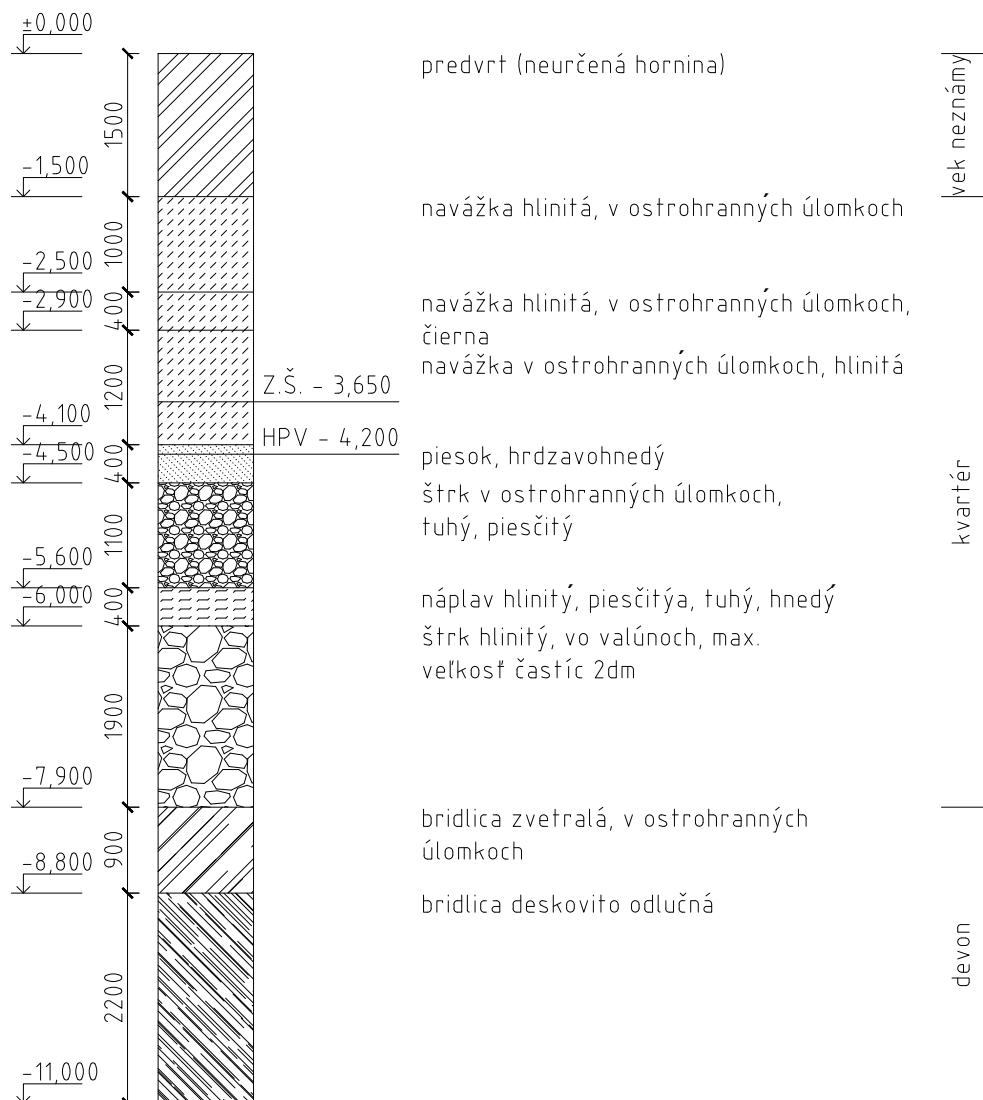 ±0,000
predvrt (neurčená hornina)
vek neznámy
1500
-1,500
navážka hlinitá, v ostrohranných úlomkoch
1000
-2,500
-2,900
400
navážka hlinitá, v ostrohranných úlomkoch,
čierna
navážka v ostrohranných úlomkoch, hlinitá
1200
Z.Š. - 3,650
-4,100
HPV - 4,200
-4,500
400
piesok, hrdzavohnedý
štrk v ostrohranných úlomkoch,
tuhý, piesčitý
kvartér
1100
-5,600
-6,000
400
náplav hlinitý, piesčitýa, tuhý, hnedý
štrk hlinitý, vo valúnoch, max.
veľkosť častíc 2dm
1900
-7,900
bridlica zvetralá, v ostrohranných
úlomkoch
900
-8,800
bridlica deskovito odlučná
devon
2200
-11,000